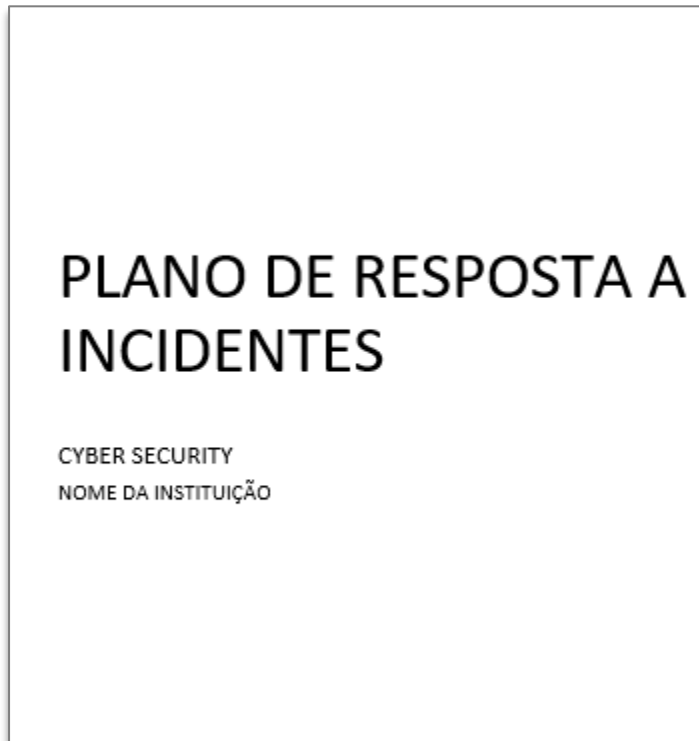 PLANO DE RESPOSTA A
INCIDENTES
CYBER SECURITY
NOME DA INSTITUIÇÃO